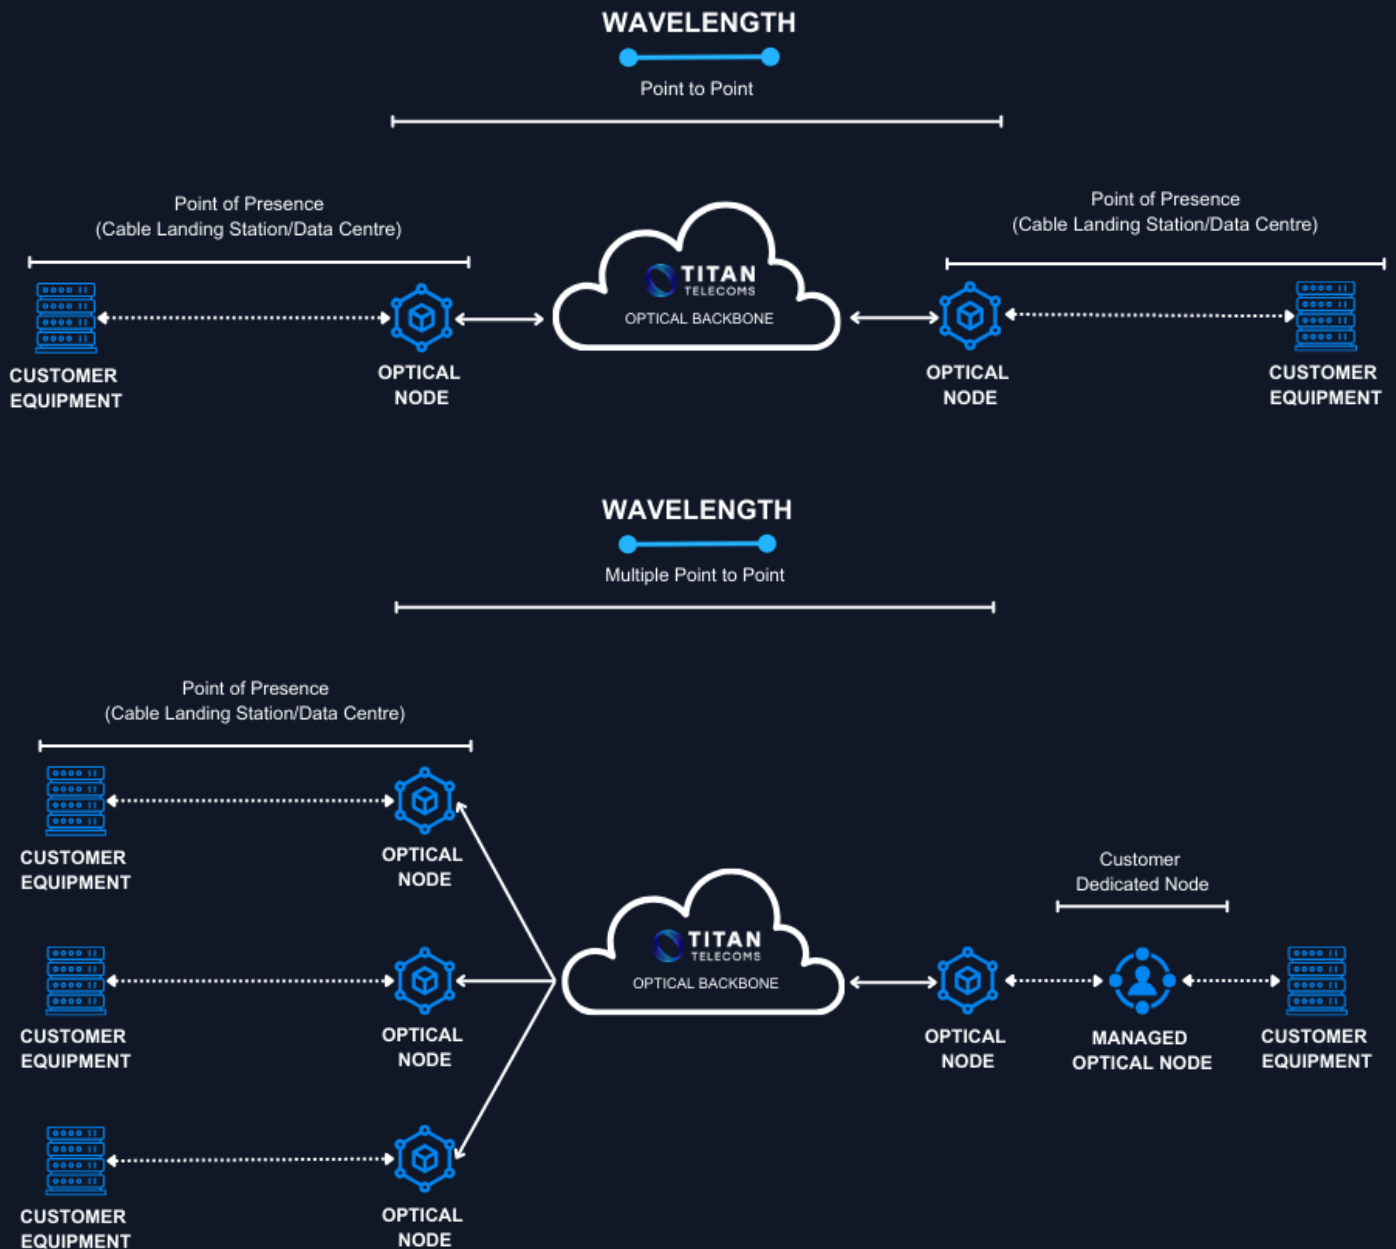 WAVELENGTH
Point to Point
Point of Presence
(Cable Landing Station/Data Centre)
Point of Presence
(Cable Landing Station/Data Centre)
TITAN
TELECOMS
OPTICAL BACKBONE
CUSTOMER
EQUIPMENT
OPTICAL
NODE
OPTICAL
NODE
CUSTOMER
EQUIPMENT
WAVELENGTH
Multiple Point to Point
Point of Presence
(Cable Landing Station/Data Centre)
CUSTOMER
EQUIPMENT
OPTICAL
NODE
Customer
Dedicated Node
TITAN
TELECOMS
OPTICAL BACKBONE
CUSTOMER
EQUIPMENT
OPTICAL
NODE
OPTICAL
NODE
MANAGED
OPTICAL NODE
CUSTOMER
EQUIPMENT
CUSTOMER
EQUIPMENT
OPTICAL
NODE